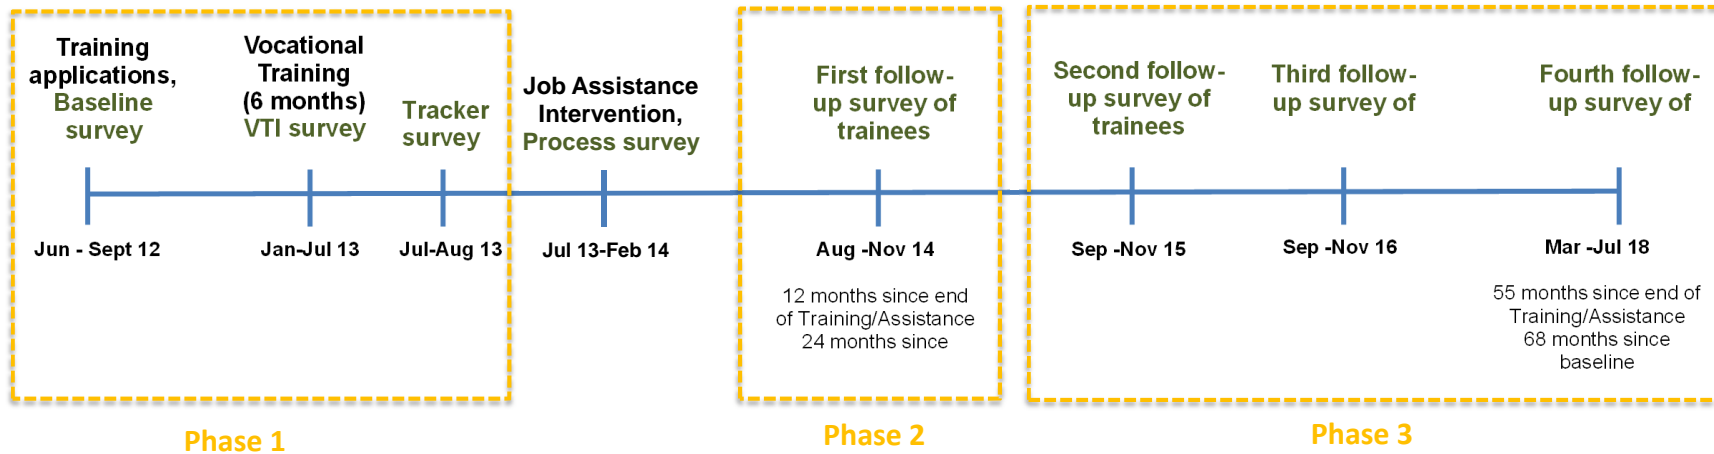 Training
applications,
Baseline
survey
Vocational
Training
(6 months)
VTI survey
Tracker
survey
Job Assistance
Intervention,
Process survey
First follow-
up survey of
trainees
Second follow-
up survey of
trainees
Third follow-
up survey of
Fourth follow-
up survey of
Jun - Sept 12
Jan-Jul 13
Jul-Aug 13
Jul 13-Feb 14
Aug -Nov 14
Sep -Nov 15
Sep -Nov 16
Mar -Jul 18
12 months since end
of Training/Assistance
24 months since
55 months since end of
Training/Assistance
68 months since
baseline
Phase 1
Phase 2
Phase 3